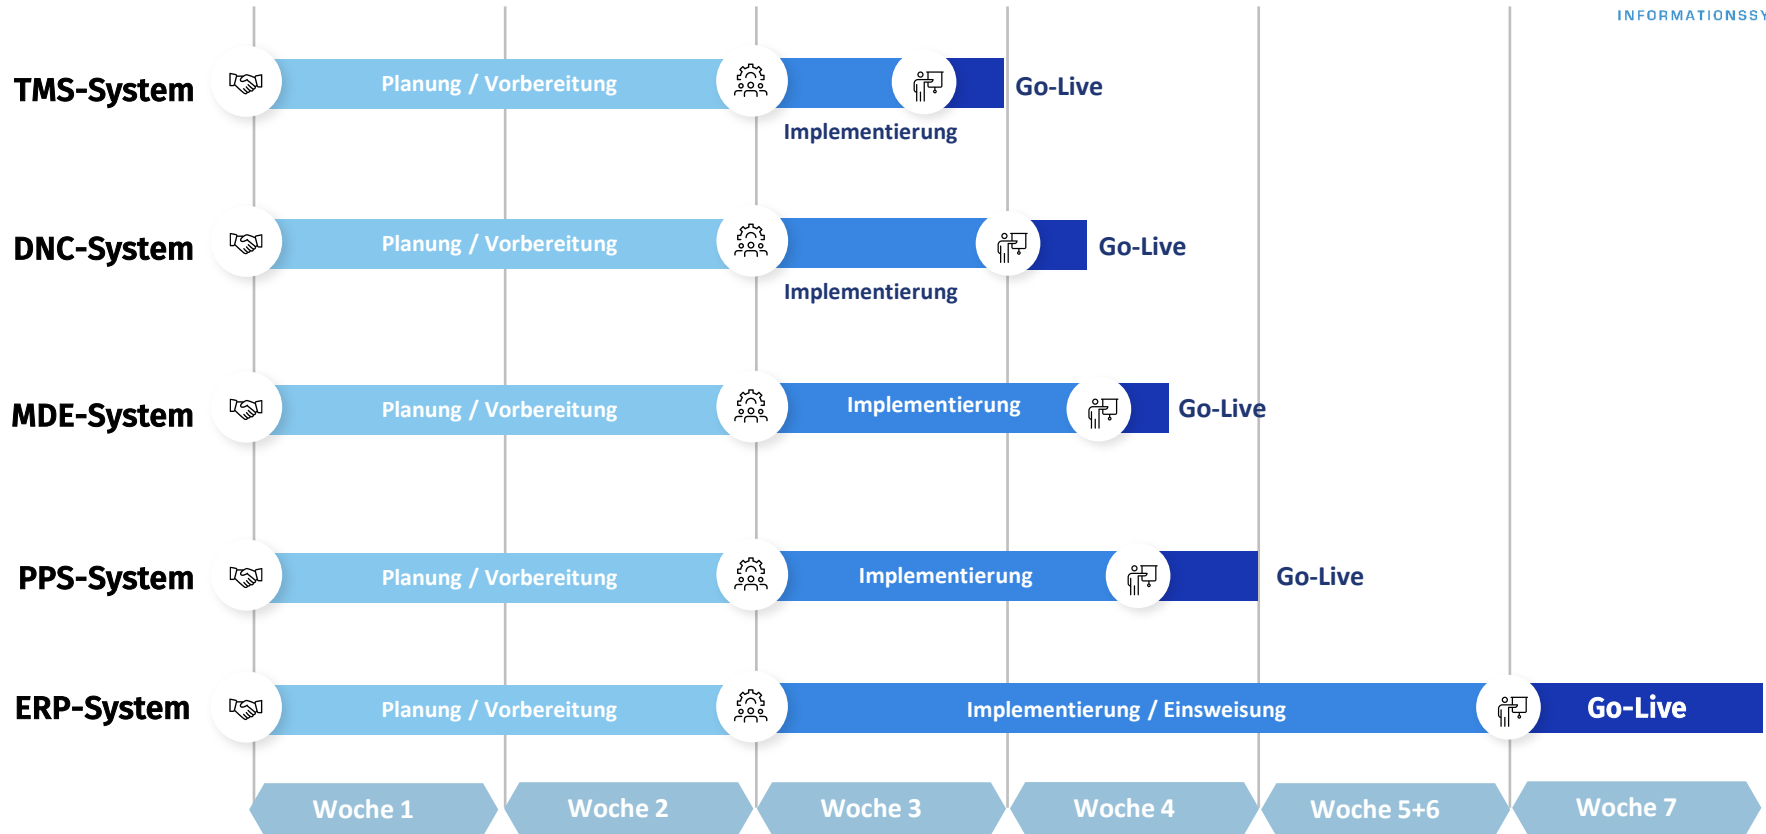 INFORMATIONSSY
TMS-System
Planung / Vorbereitung
Go-Live
Implementierung
DNC-System
Planung / Vorbereitung
Go-Live
Implementierung
MDE-System
Planung / Vorbereitung
Implementierung
Go-Live
PPS-System
Planung / Vorbereitung
Implementierung
Go-Live
ERP-System
Planung / Vorbereitung
Implementierung / Einsweisung
Go-Live
Woche 1
Woche 2
Woche 3
Woche 4
Woche 5+6
Woche 7